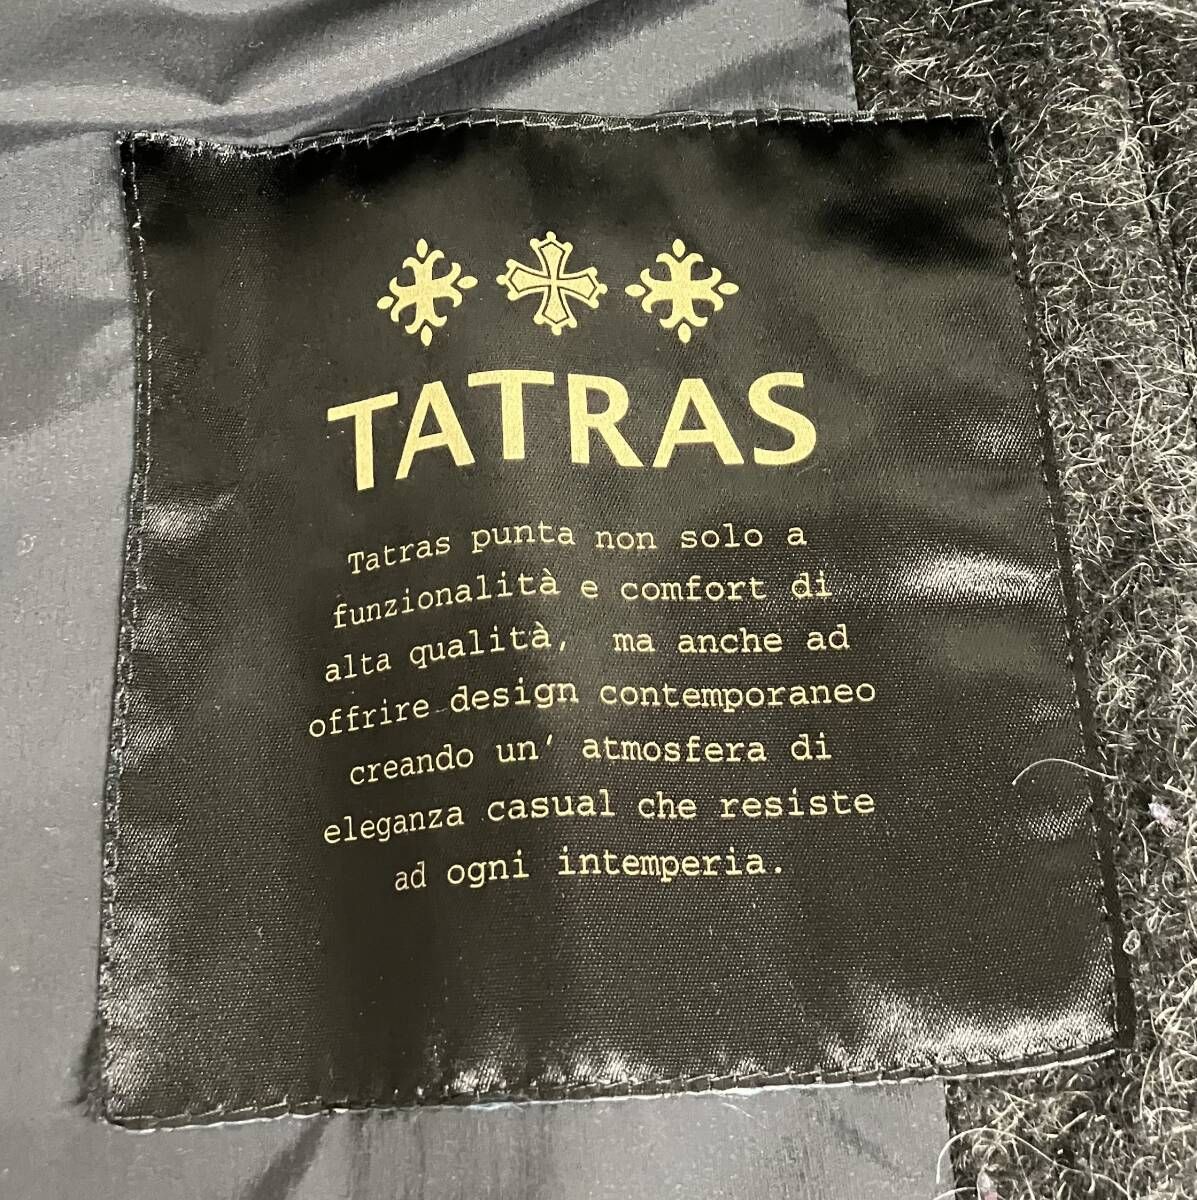 TATRAS
Tatras punta non solo a
funzionalità e comfort di
alta qualità, ma anche ad
offrire design contemporaneo
creando un' atmosfera di
eleganza casual che resiste
ad ogni intemperia.